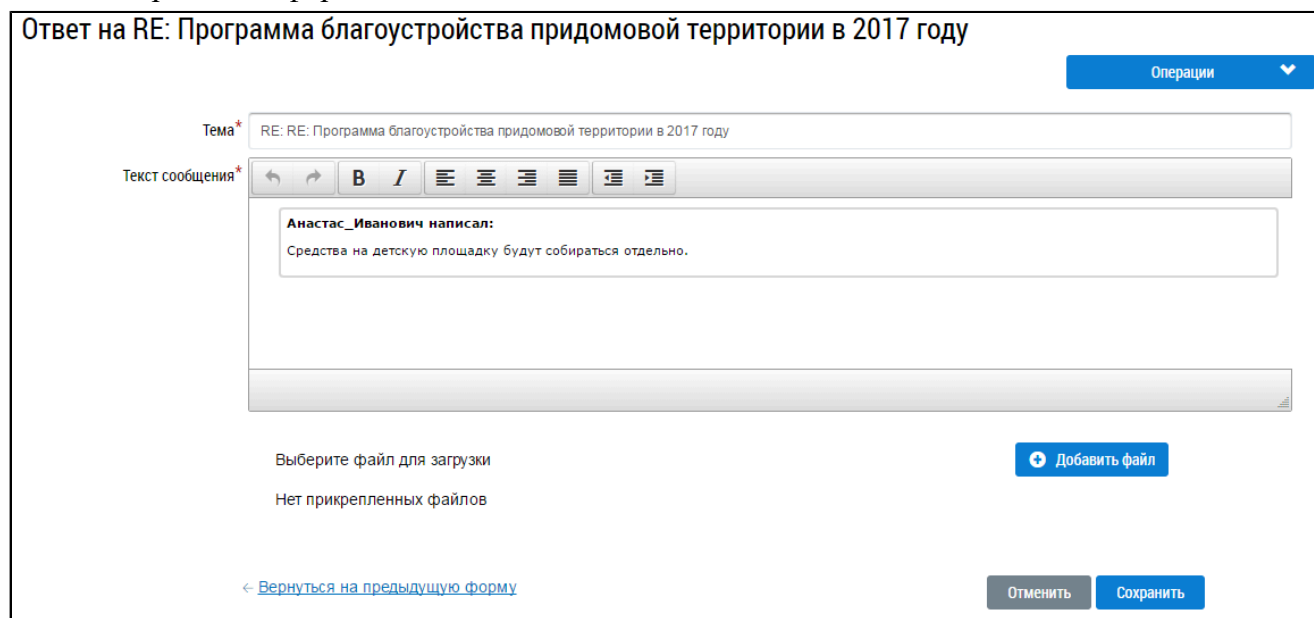 Ответ на RE: Программа благоустройства придомовой территории в 2017 году
Операции
Тема*
RE: RE: Программа благоустройства придомовой территории в 2017 году
Текст сообщения*
B I
Анастас_Иванович написал:
Средства на детскую площадку будут собираться отдельно.
Выберите файл для загрузки
Добавить файл
Нет прикрепленных файлов
← Вернуться на предыдущую форму
Отменить
Сохранить